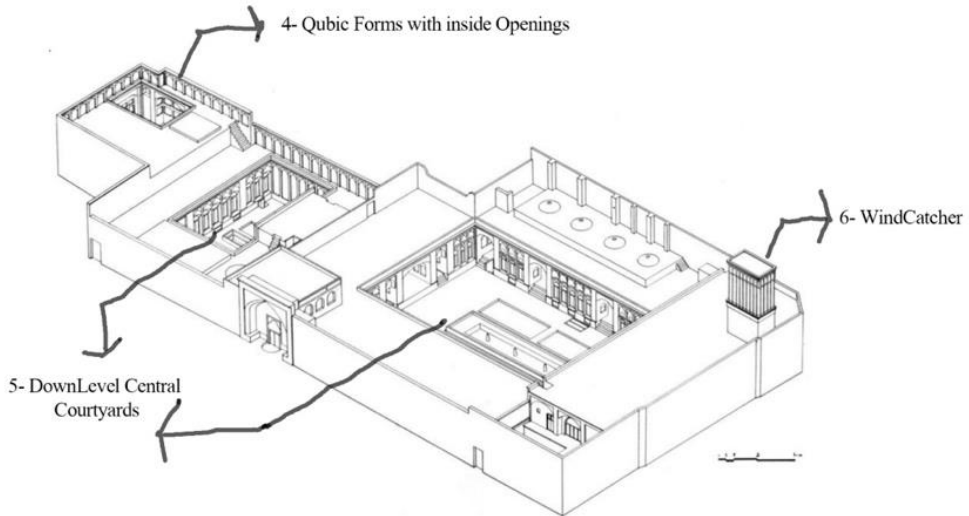 4- Qubic Forms with inside Openings
6- WindCatcher
5- DownLevel Central
Courtyards